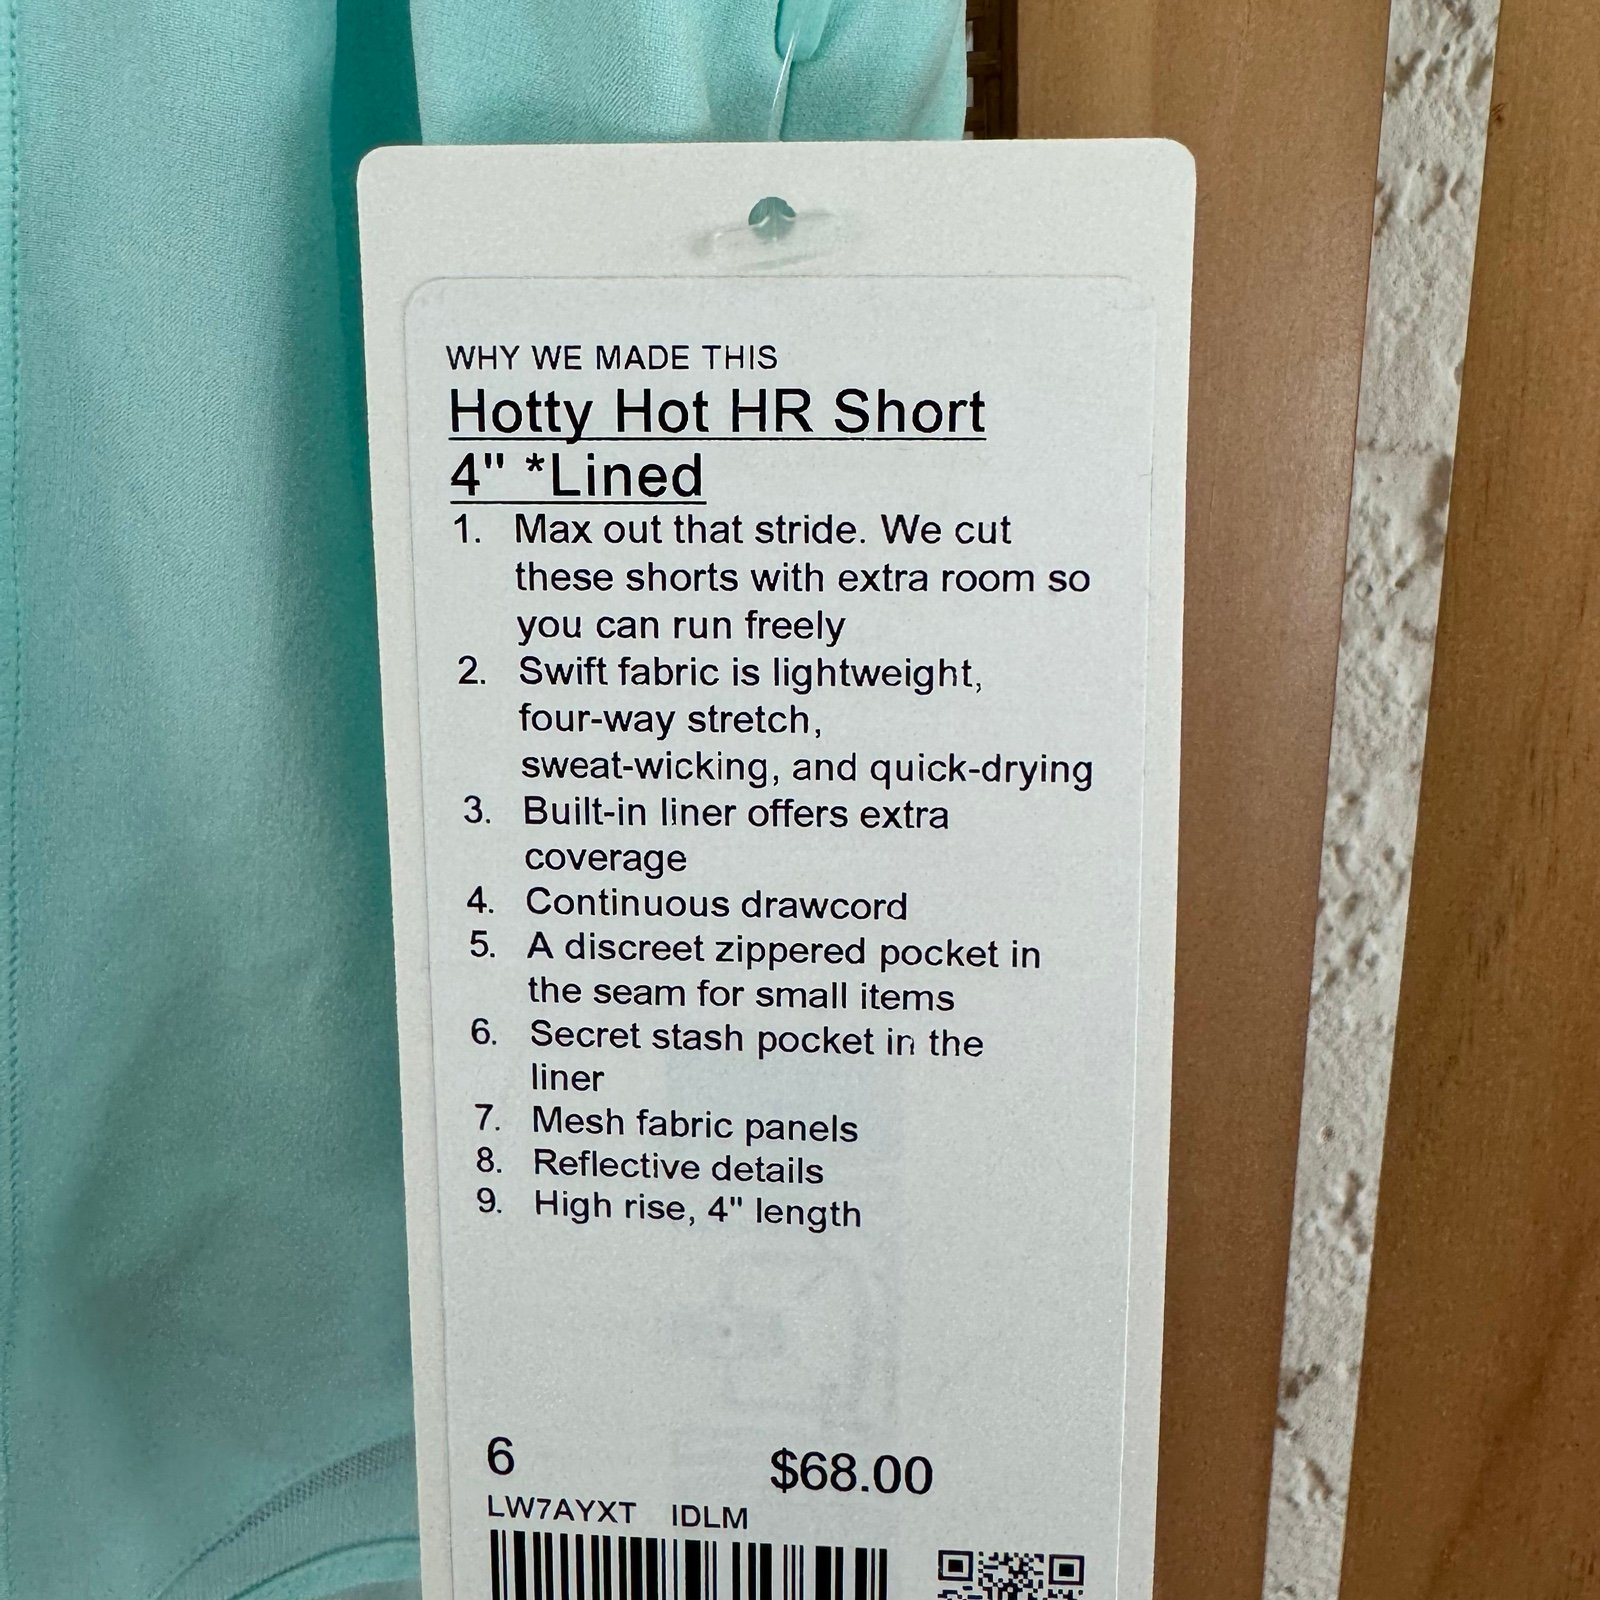 WHY WE MADE THIS
Hotty Hot HR Short
4" *Lined
1. Max out that stride. We cut
these shorts with extra room so
you can run freely
2. Swift fabric is lightweight,
four-way stretch,
sweat-wicking, and quick-drying
3. Built-in liner offers extra
coverage
4. Continuous drawcord
5. A discreet zippered pocket in
the seam for small items
6. Secret stash pocket in the
liner
7. Mesh fabric panels
8. Reflective details
9. High rise, 4" length
6 $68.00
LW7AYXT IDLM